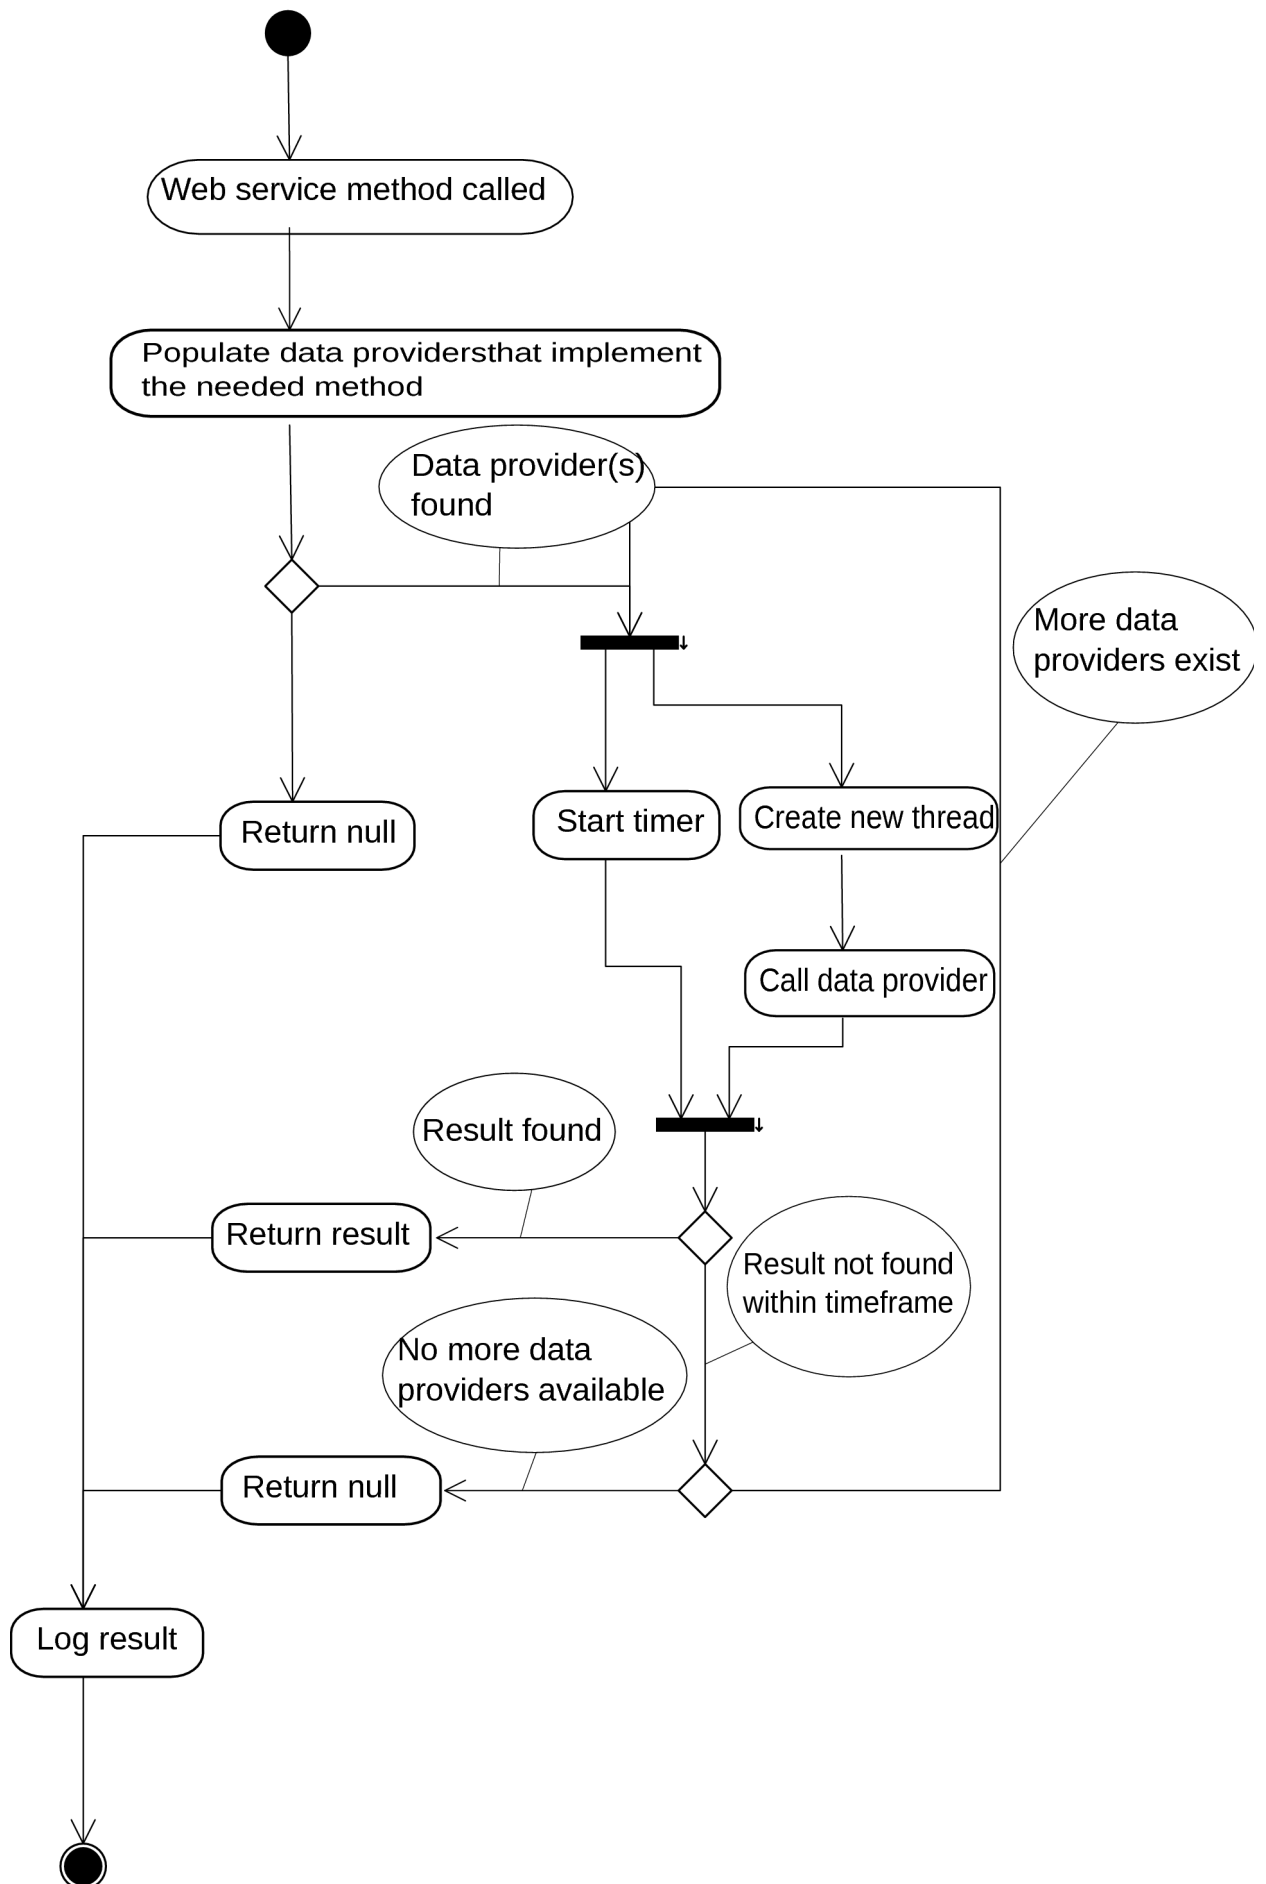 Web service method called
Populate data providersthat implement
the needed method
Data provider(s)
found
More data
providers exist
Return null
Start timer
Create new thread
Call data provider
Result found
Return result
Result not found
within timeframe
No more data
providers available
Return null
Log result